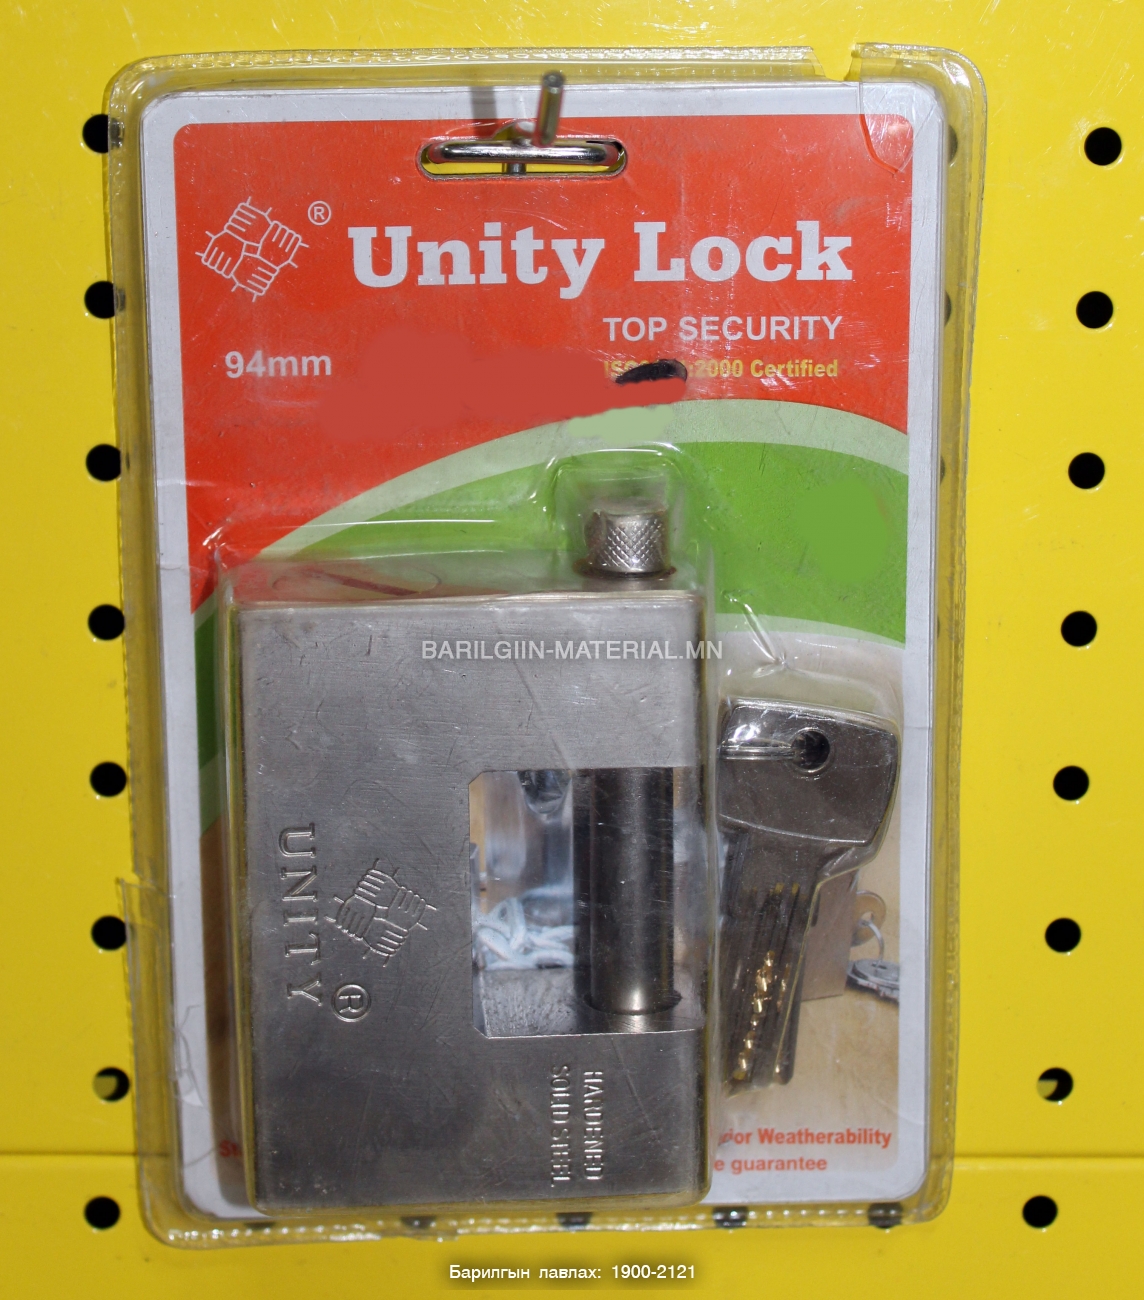 ®
Unity Lock
TOP SECURITY
94mm
2000 Certified
BARILGIIN-MATERIAL.MN
UNITY
®
HARDENED
SOLID STEEL
Weatherability
guarantee
Барилгын лавлах: 1900-2121